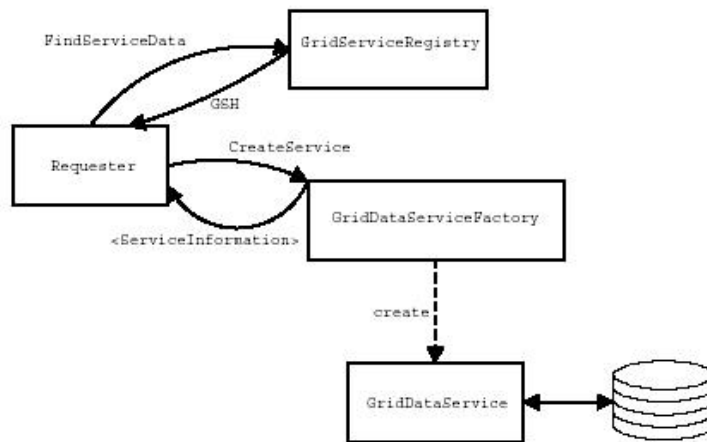 FindServiceData
GridServiceRegistry
GSH
Requester
CreateService
GridDataServiceFactory
<ServiceInformation>
create
GridDataService